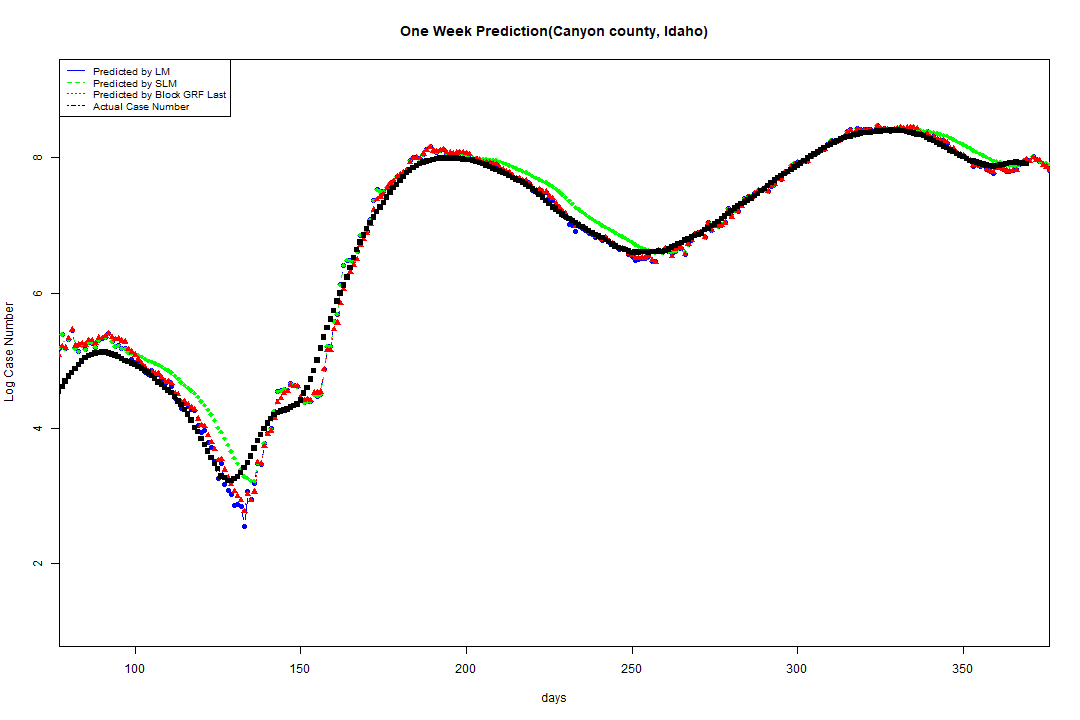 One Week Prediction(Canyon county, Idaho)
Predicted by LM
Predicted by SLM
Predicted by Block GRF Last
Actual Case Number
Log Case Number
8
6
4
2
100 150 200 250 300 350
days